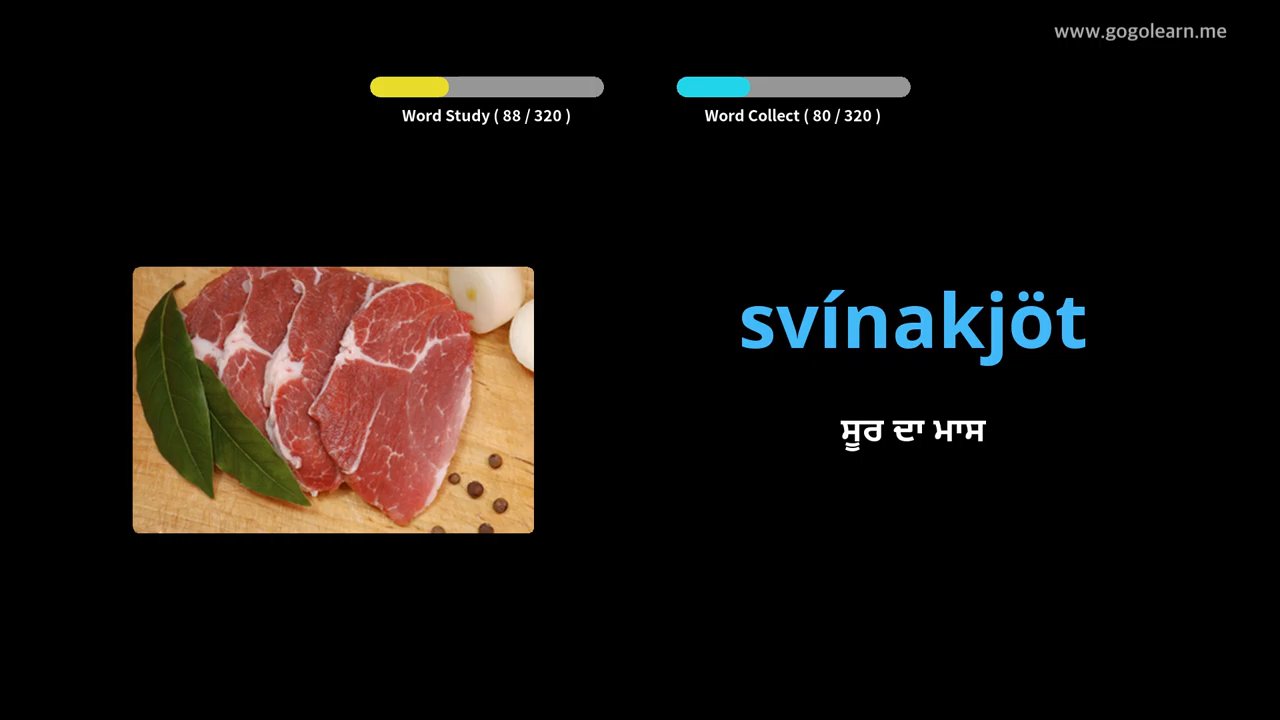 www.gogolearn.me
Word Study ( 88 / 320 )
Word Collect ( 80 / 320 )
svínakjöt
ਸੂਰ ਦਾ ਮਾਸ